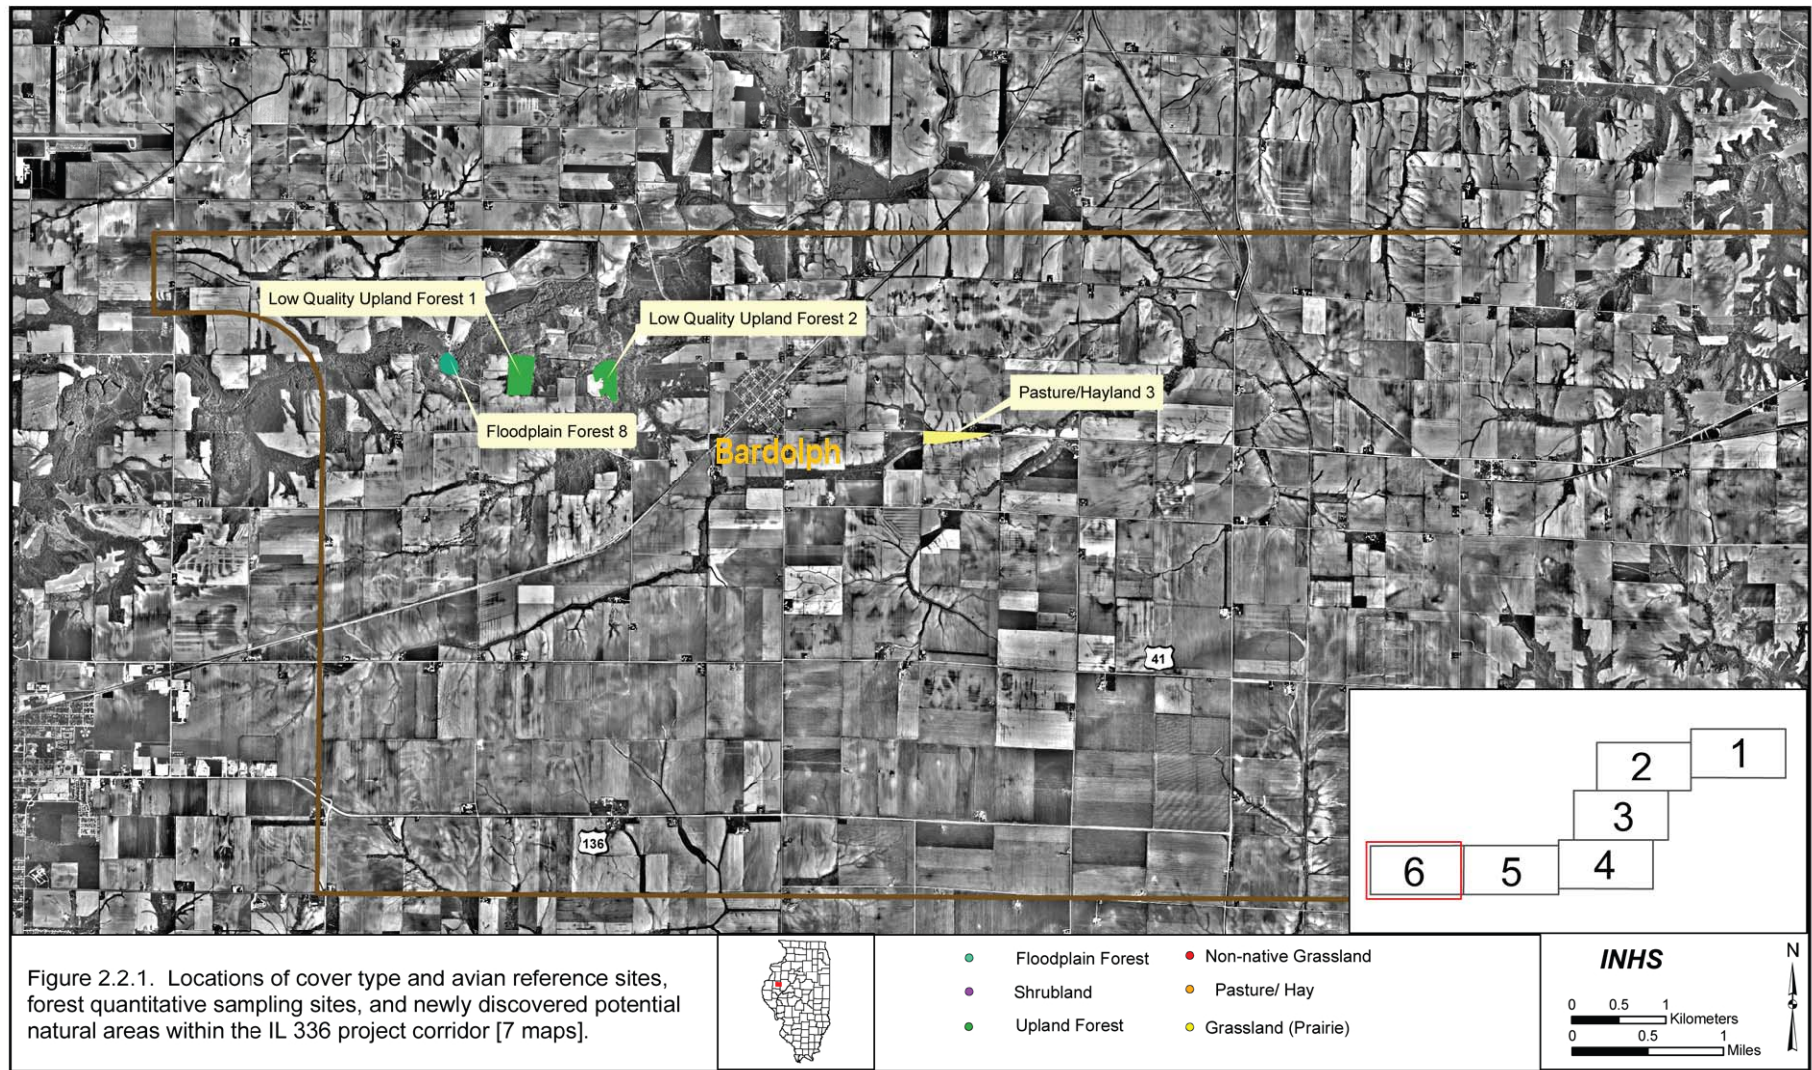 Low Quality Upland Forest 1
Low Quality Upland Forest 2
Pasture/Hayland 3
Floodplain Forest 8
Bardolph
41
136
1
2
3
4
5
6
Figure 2.2.1.  Locations of cover type and avian reference sites,
forest quantitative sampling sites, and newly discovered potential
natural areas within the IL 336 project corridor [7 maps].
Floodplain Forest
Shrubland
Upland Forest
Non-native Grassland
Pasture/ Hay
Grassland (Prairie)
INHS
N
0 0.5 1
Kilometers
0 0.5 1
Miles